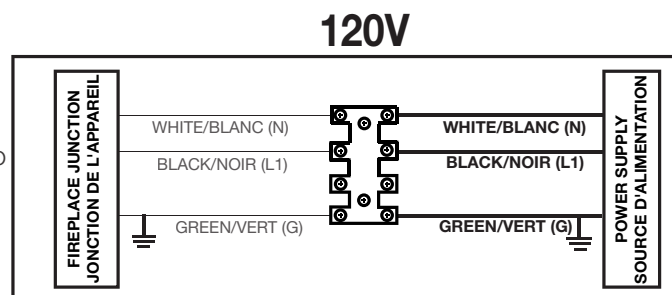 120V
FIREPLACE JUNCTION
JONCTION DE L'APPAREIL
WHITE/BLANC (N)
BLACK/NOIR (L1)
GREEN/VERT (G)
WHITE/BLANC (N)
BLACK/NOIR (L1)
GREEN/VERT (G)
POWER SUPPLY
SOURCE D'ALIMENTATION